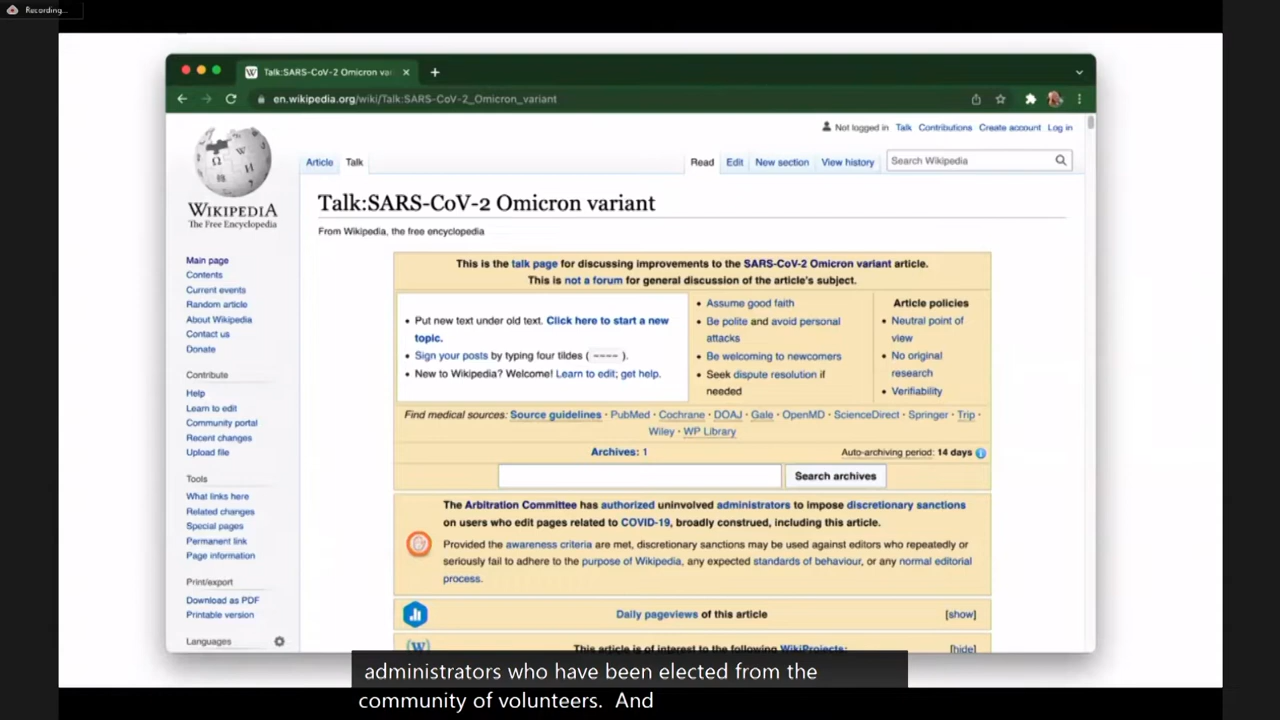 Recording...
Talk:SARS-CoV-2 Omicron va
en.wikipedia.org/wiki/Talk:SARS-CoV-2_Omicron_variant
Not logged in Talk Contributions Create account Log in
Article Talk Read Edit New section View history Search Wikipedia
WIKIPEDIA
The Free Encyclopedia
Talk:SARS-CoV-2 Omicron variant
From Wikipedia, the free encyclopedia
Main page
Contents
Current events
Random article
About Wikipedia
Contact us
Donate
Contribute
Help
Learn to edit
Community portal
Recent changes
Upload file
Tools
What links here
Related changes
Special pages
Permanent link
Page information
Print/export
Download as PDF
Printable version
Languages
This is the talk page for discussing improvements to the SARS-CoV-2 Omicron variant article.
This is not a forum for general discussion of the article's subject.
• Put new text under old text. Click here to start a new
topic.
• Sign your posts by typing four tildes ( ~~~~ ).
• New to Wikipedia? Welcome! Learn to edit; get help.
• Assume good faith
• Be polite and avoid personal
attacks
• Be welcoming to newcomers
• Seek dispute resolution if
needed
Article policies
• Neutral point of
view
• No original
research
• Verifiability
Find medical sources: Source guidelines · PubMed · Cochrane · DOAJ · Gale · OpenMD · ScienceDirect · Springer · Trip ·
Wiley · WP Library
Archives: 1 Auto-archiving period: 14 days
Search archives
The Arbitration Committee has authorized uninvolved administrators to impose discretionary sanctions
on users who edit pages related to COVID-19, broadly construed, including this article.
Provided the awareness criteria are met, discretionary sanctions may be used against editors who repeatedly or
seriously fail to adhere to the purpose of Wikipedia, any expected standards of behaviour, or any normal editorial
process.
Daily pageviews of this article [show]
This article is of interest to the following WikiProjects: [hide]
administrators who have been elected from the
community of volunteers. And